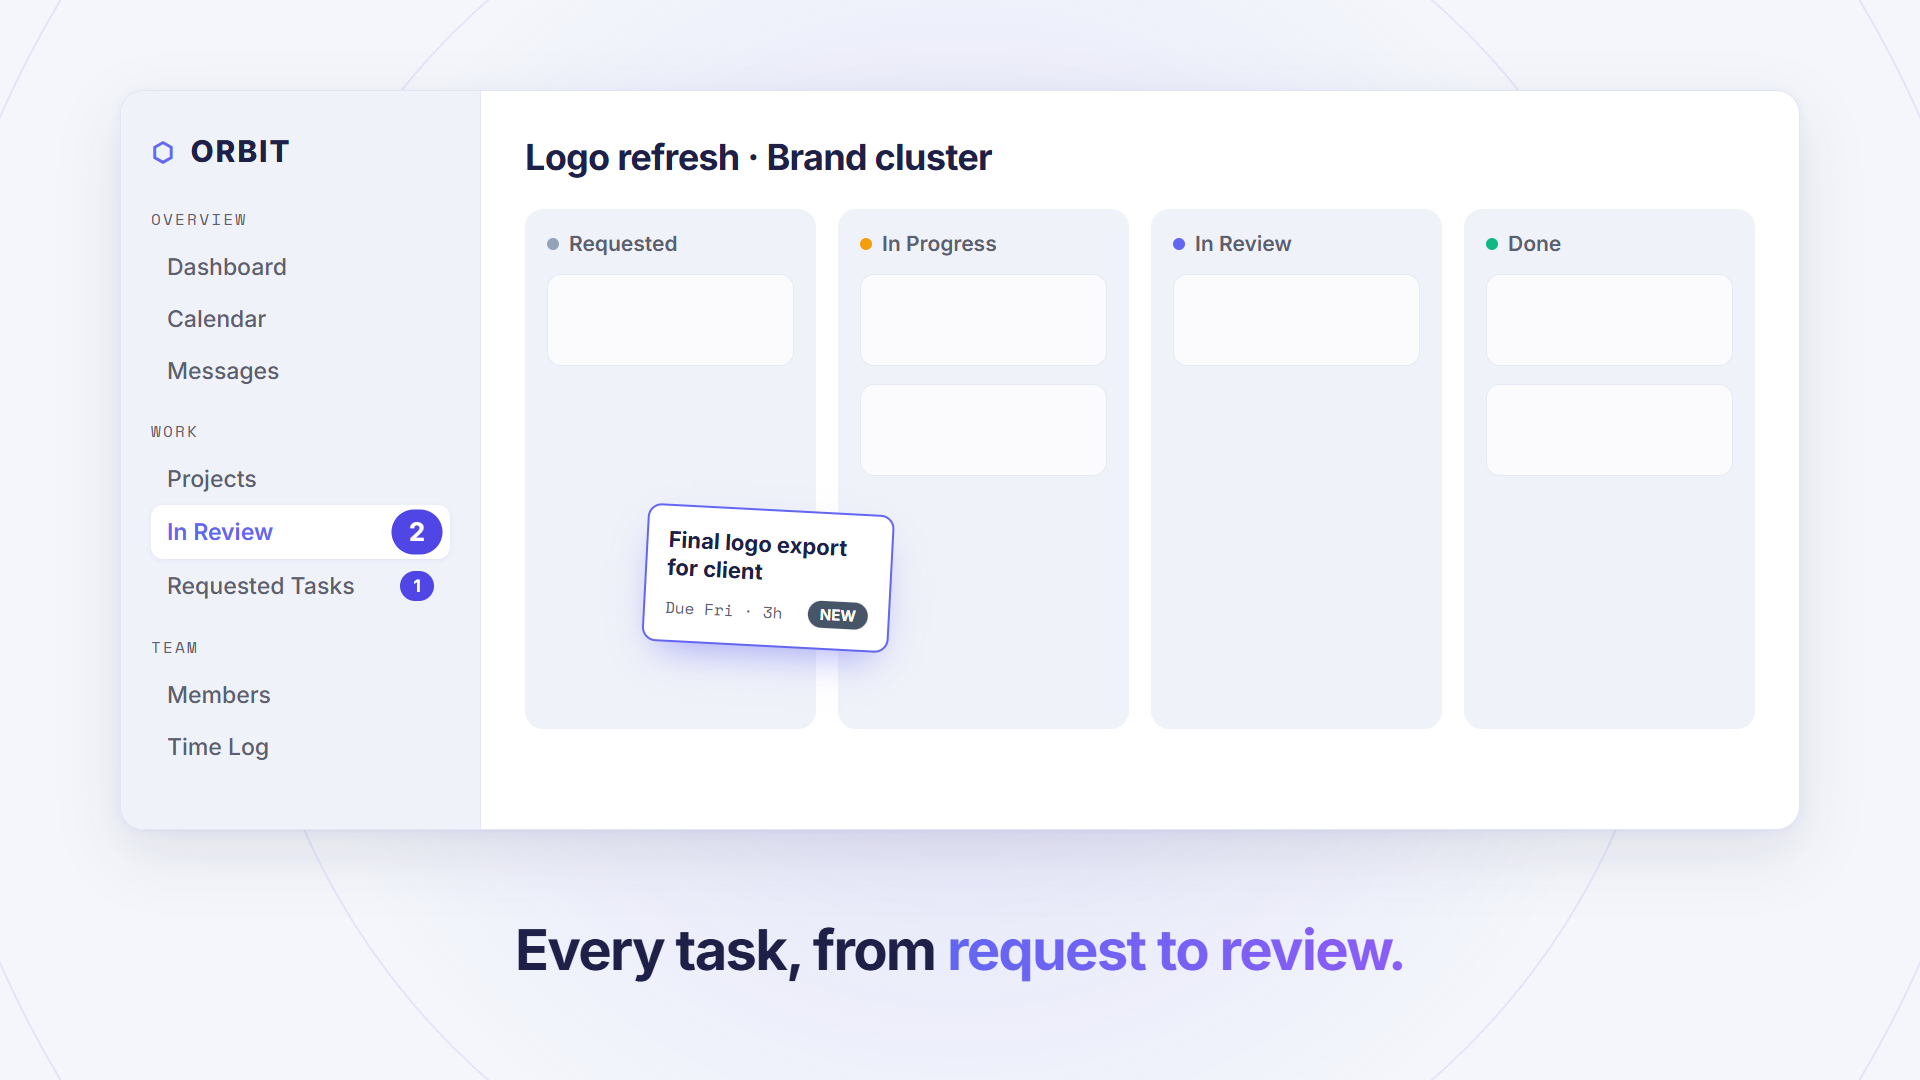 ORBIT
OVERVIEW
Dashboard
Calendar
Messages
WORK
Projects
In Review 2
Requested Tasks 1
TEAM
Members
Time Log
Logo refresh · Brand cluster
Requested
In Progress
In Review
Done
Final logo export
for client
Due Fri · 3h NEW
Every task, from request to review.